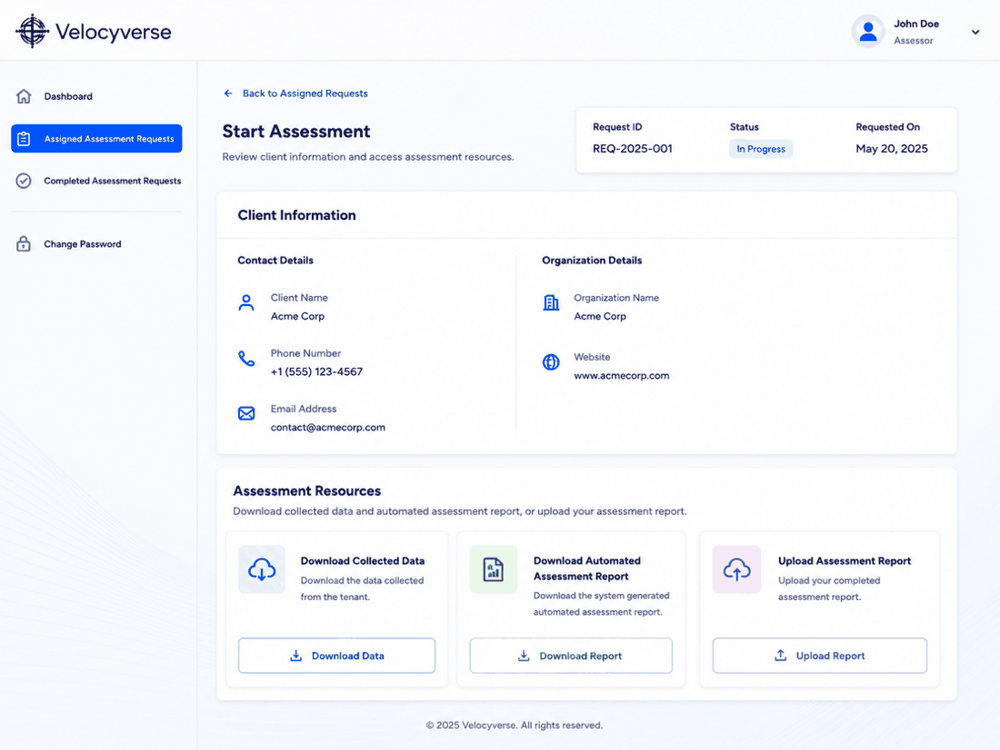 Velocyverse
John Doe
Assessor
Dashboard
Assigned Assessment Requests
Completed Assessment Requests
Change Password
Back to Assigned Requests
Start Assessment
Review client information and access assessment resources.
Request ID
REQ-2025-001
Status
In Progress
Requested On
May 20, 2025
Client Information
Contact Details
Client Name
Acme Corp
Phone Number
+1 (555) 123-4567
Email Address
contact@acmecorp.com
Organization Details
Organization Name
Acme Corp
Website
www.acmecorp.com
Assessment Resources
Download collected data and automated assessment report, or upload your assessment report.
Download Collected Data
Download the data collected
from the tenant.
Download Data
Download Automated
Assessment Report
Download the system generated
automated assessment report.
Download Report
Upload Assessment Report
Upload your completed
assessment report.
Upload Report
© 2025 Velocyverse. All rights reserved.